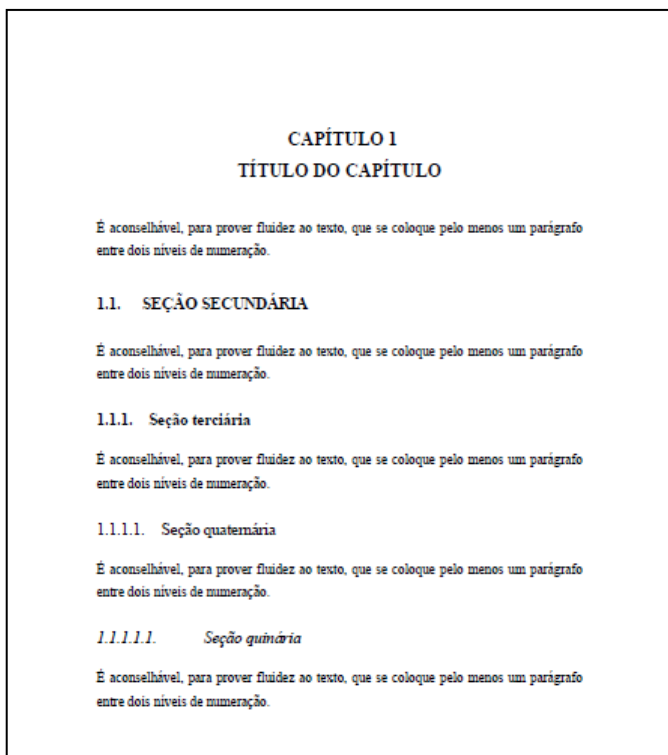 CAPÍTULO 1
TÍTULO DO CAPÍTULO
É aconselhável, para prover fluidez ao texto, que se coloque pelo menos um parágrafo
entre dois níveis de numeração.
1.1. SEÇÃO SECUNDÁRIA
É aconselhável, para prover fluidez ao texto, que se coloque pelo menos um parágrafo
entre dois níveis de numeração.
1.1.1. Seção terciária
É aconselhável, para prover fluidez ao texto, que se coloque pelo menos um parágrafo
entre dois níveis de numeração.
1.1.1.1. Seção quaternária
É aconselhável, para prover fluidez ao texto, que se coloque pelo menos um parágrafo
entre dois níveis de numeração.
1.1.1.1.1. Seção quinária
É aconselhável, para prover fluidez ao texto, que se coloque pelo menos um parágrafo
entre dois níveis de numeração.